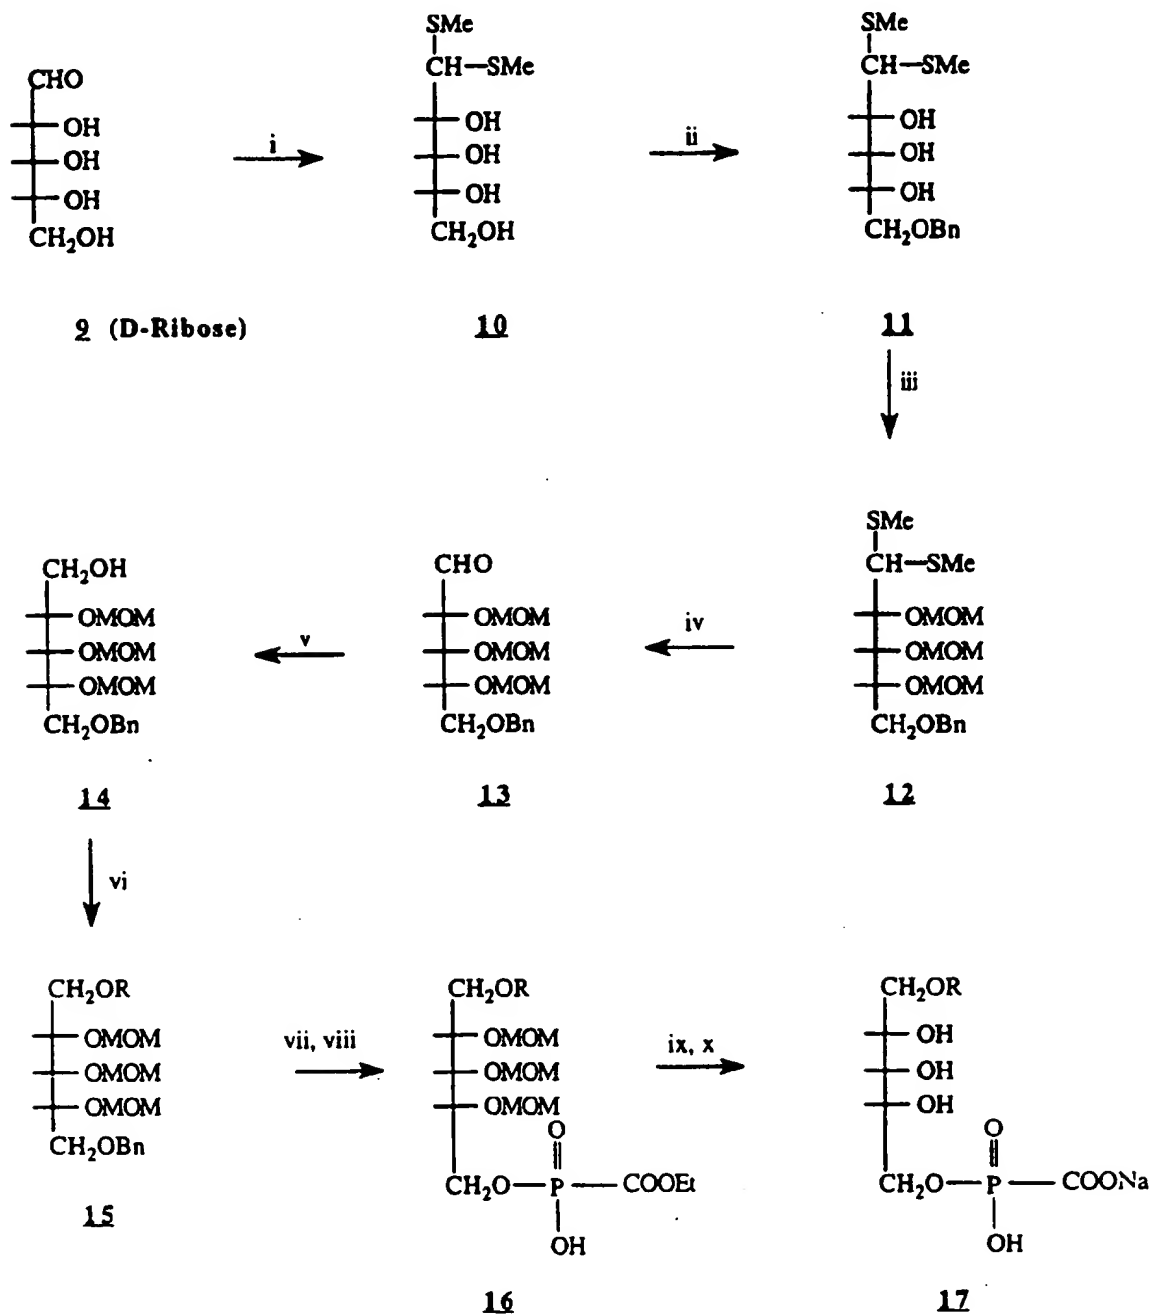 CHO
OH
OH
OH
CH₂OH
9 (D-Ribose)
i
SMe
CH—SMe
OH
OH
OH
CH₂OH
10
ii
SMe
CH—SMe
OH
OH
OH
CH₂OBn
11
iii
SMe
CH—SMe
OMOM
OMOM
OMOM
CH₂OBn
12
iv
CHO
OMOM
OMOM
OMOM
CH₂OBn
13
v
CH₂OH
OMOM
OMOM
OMOM
CH₂OBn
14
vi
CH₂OR
OMOM
OMOM
OMOM
CH₂OBn
15
vii, viii
CH₂OR
OMOM
OMOM
OMOM
O
CH₂O—P—COOEt
OH
16
ix, x
CH₂OR
OH
OH
OH
O
CH₂O—P—COONa
OH
17